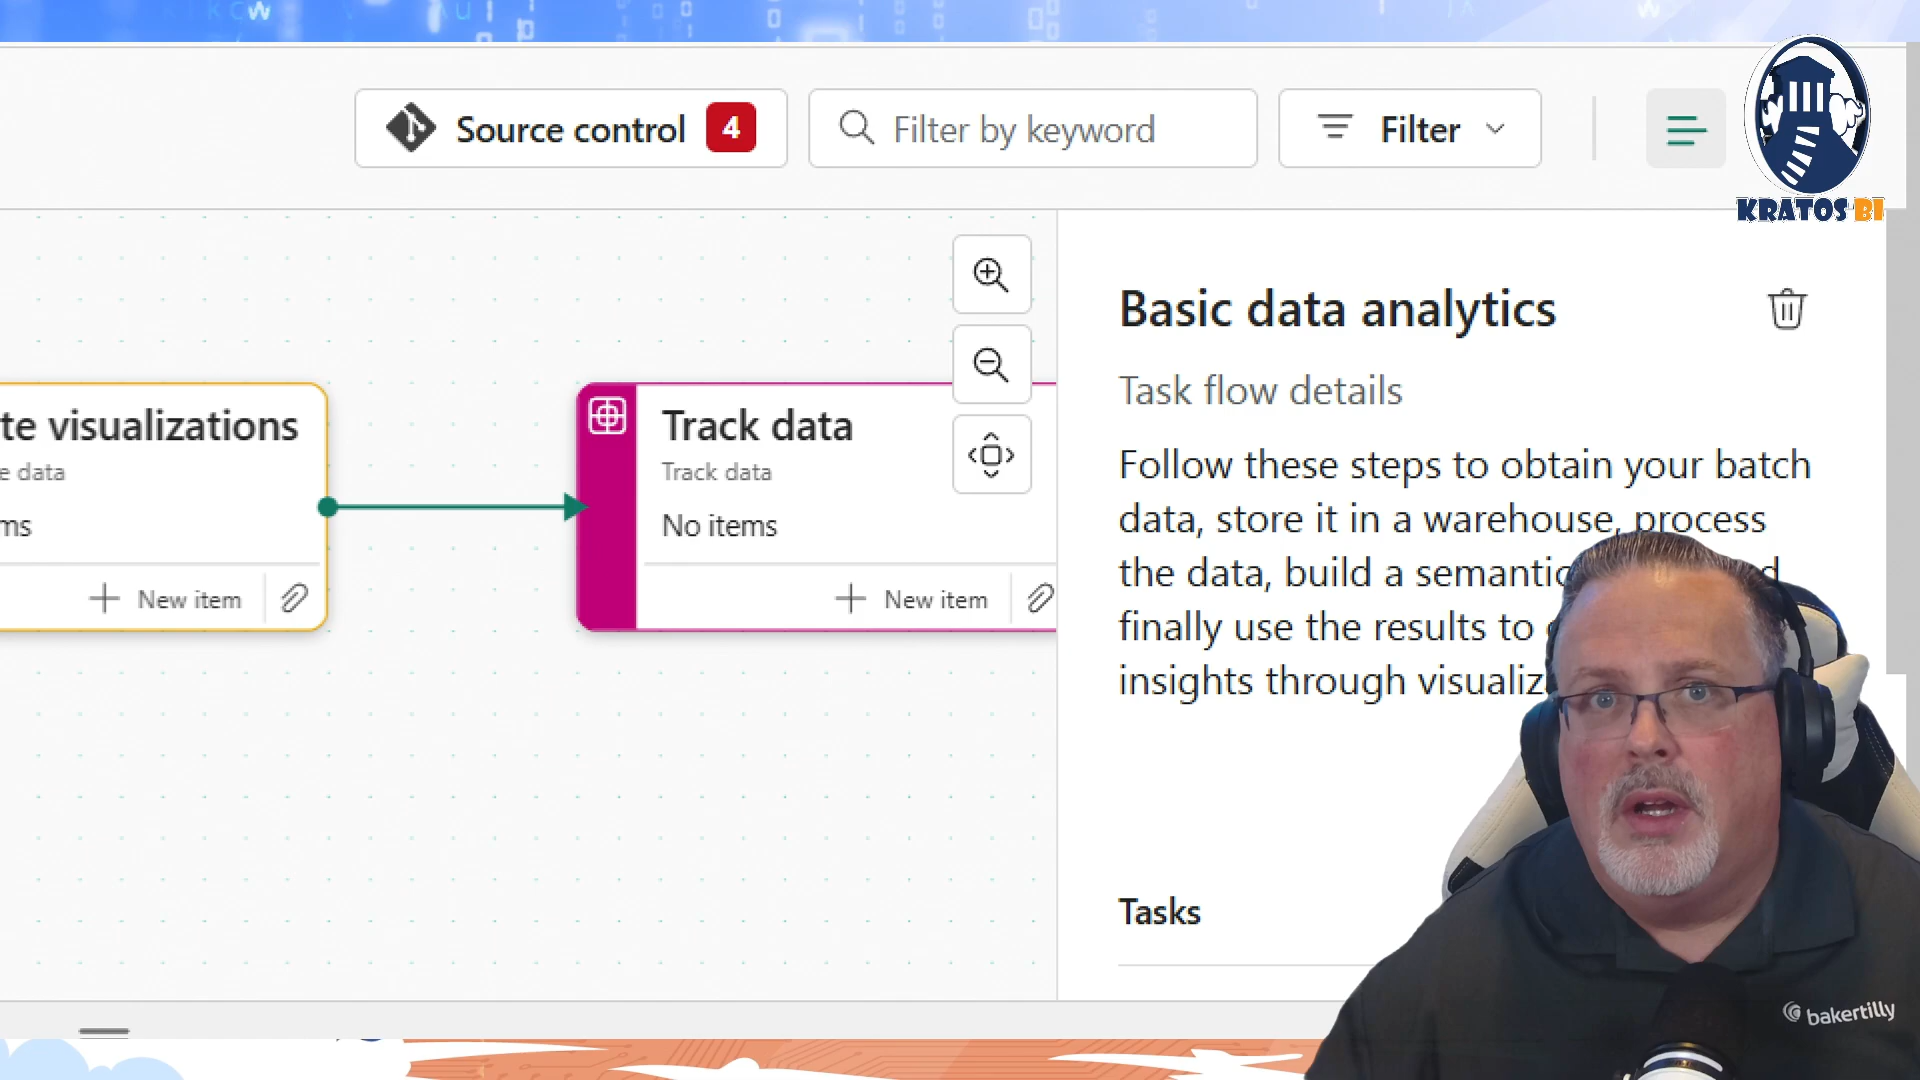 Source control 4
Filter by keyword
Filter
KRATOS BI
Basic data analytics
Task flow details
Follow these steps to obtain your batch
data, store it in a warehouse, process
the data, build a semantic
finally use the results to
insights through
te visualizations
e data
ms
New item
Track data
Track data
No items
New item
Tasks
bakertilly